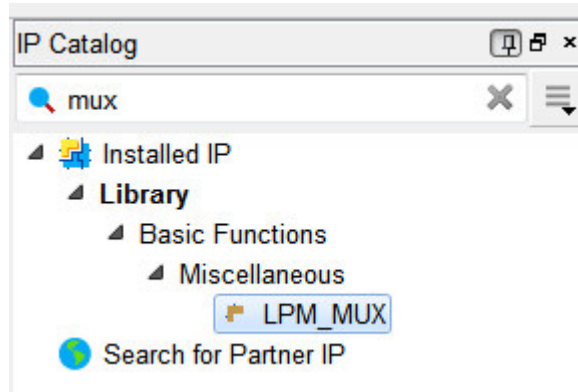 IP Catalog
mux
Installed IP
Library
Basic Functions
Miscellaneous
LPM_MUX
Search for Partner IP